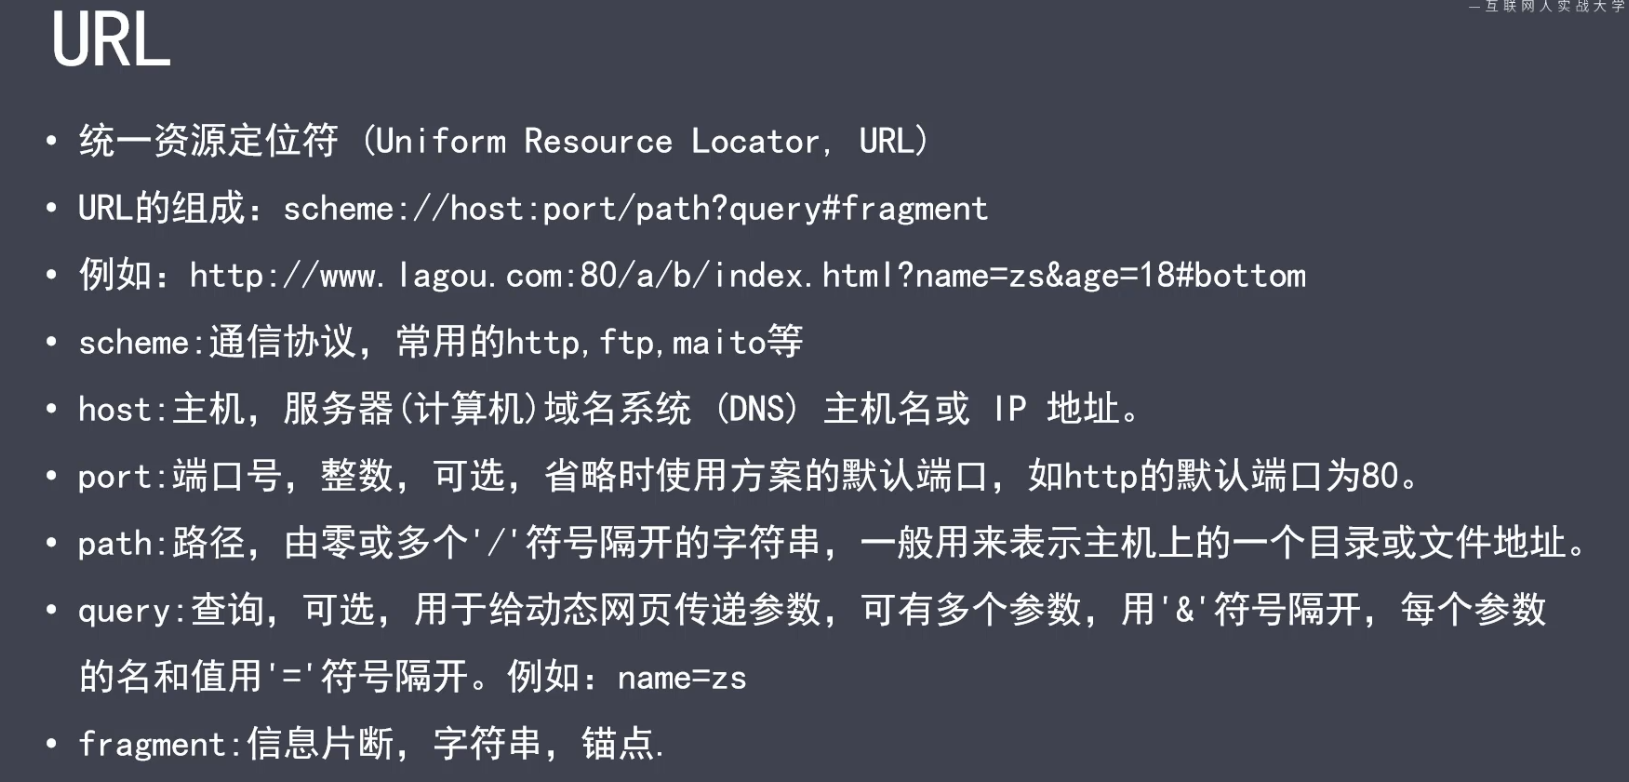 —互联网人实战大学
URL
• 统一资源定位符 (Uniform Resource Locator, URL)
• URL的组成：scheme://host:port/path?query#fragment
• 例如：http://www.lagou.com:80/a/b/index.html?name=zs&age=18#bottom
• scheme:通信协议，常用的http,ftp,maito等
• host:主机，服务器(计算机)域名系统 (DNS) 主机名或 IP 地址。
• port:端口号，整数，可选，省略时使用方案的默认端口，如http的默认端口为80。
• path:路径，由零或多个'/'符号隔开的字符串，一般用来表示主机上的一个目录或文件地址。
• query:查询，可选，用于给动态网页传递参数，可有多个参数，用'&'符号隔开，每个参数
的名和值用'='符号隔开。例如：name=zs
• fragment:信息片断，字符串，锚点.